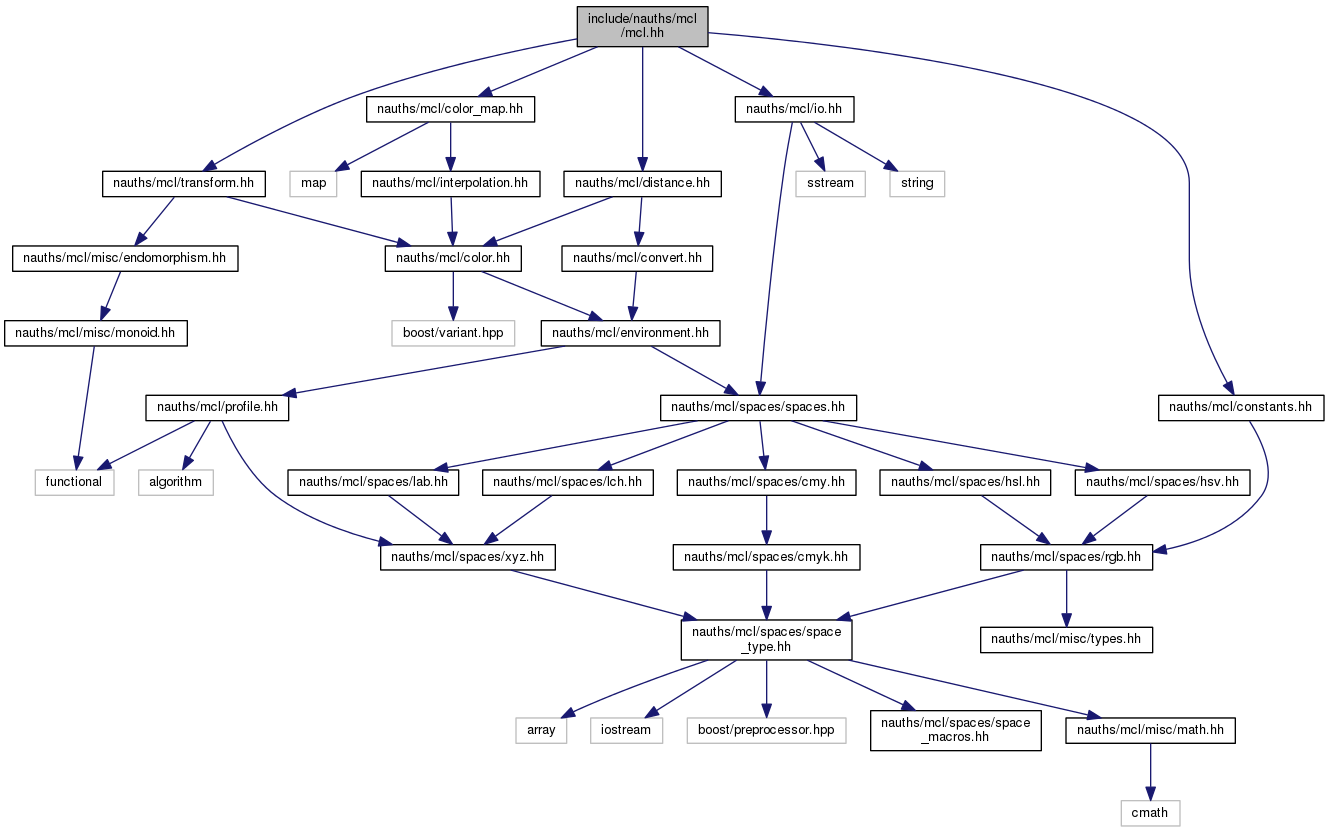 include/nauths/mcl
/mcl.hh
nauths/mcl/color_map.hh
nauths/mcl/io.hh
nauths/mcl/transform.hh
map
nauths/mcl/interpolation.hh
nauths/mcl/distance.hh
sstream
string
nauths/mcl/misc/endomorphism.hh
nauths/mcl/color.hh
nauths/mcl/convert.hh
nauths/mcl/misc/monoid.hh
boost/variant.hpp
nauths/mcl/environment.hh
nauths/mcl/profile.hh
nauths/mcl/spaces/spaces.hh
nauths/mcl/constants.hh
functional
algorithm
nauths/mcl/spaces/lab.hh
nauths/mcl/spaces/lch.hh
nauths/mcl/spaces/cmy.hh
nauths/mcl/spaces/hsl.hh
nauths/mcl/spaces/hsv.hh
nauths/mcl/spaces/xyz.hh
nauths/mcl/spaces/cmyk.hh
nauths/mcl/spaces/rgb.hh
nauths/mcl/spaces/space
_type.hh
nauths/mcl/misc/types.hh
array
iostream
boost/preprocessor.hpp
nauths/mcl/spaces/space
_macros.hh
nauths/mcl/misc/math.hh
cmath